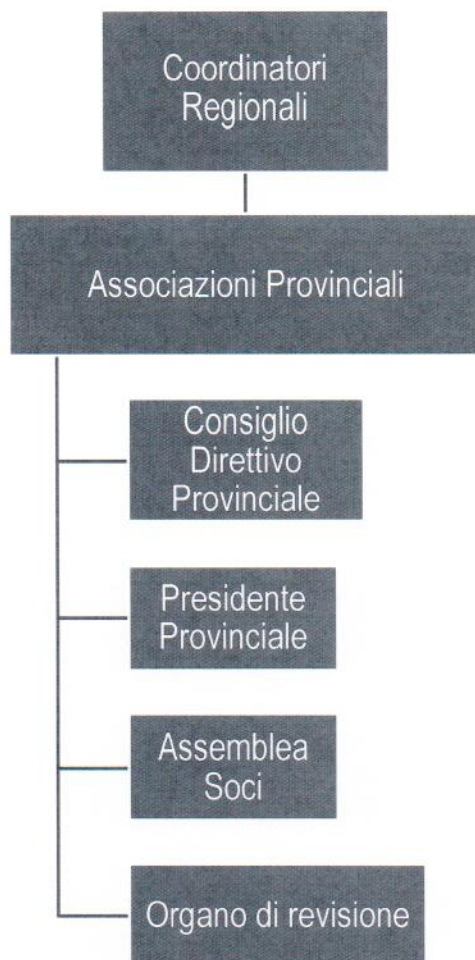 Coordinatori
Regionali
Associazioni Provinciali
Consiglio
Direttivo
Provinciale
Presidente
Provinciale
Assemblea
Soci
Organo di revisione